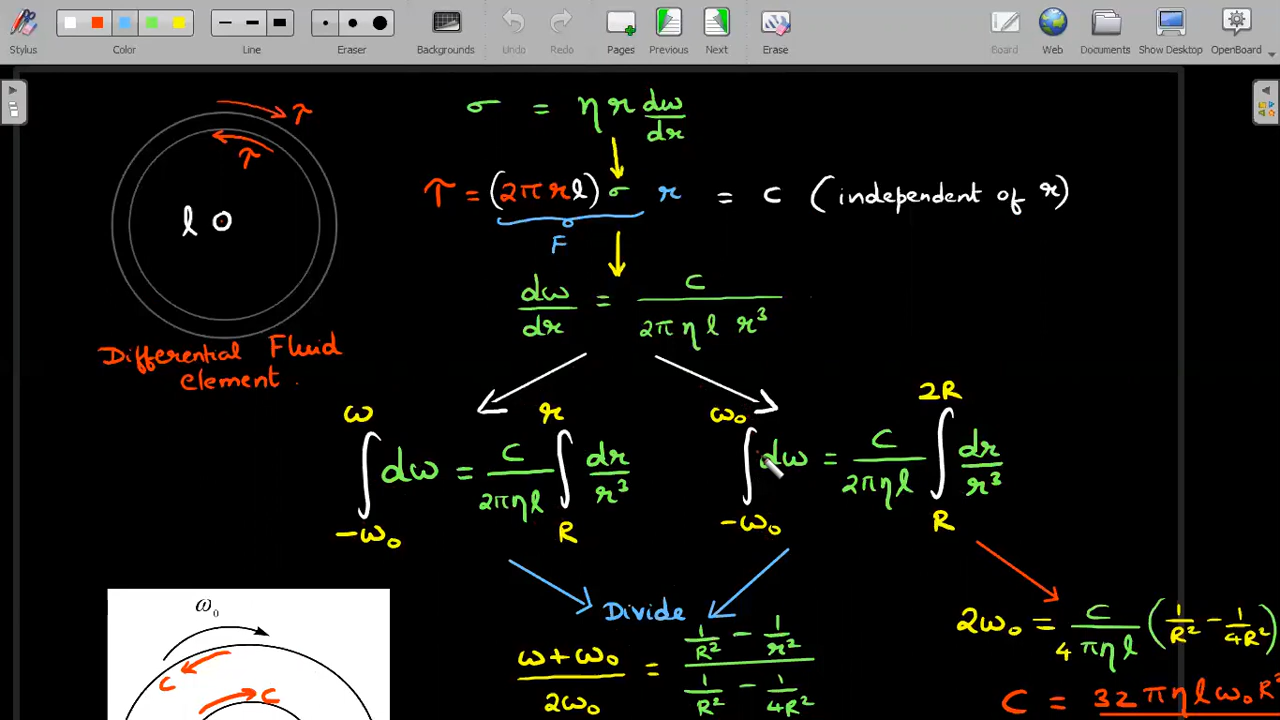 Stylus Color Line Eraser Backgrounds Undo Redo Pages Previous Next Erase Board Web Documents Show Desktop OpenBoard
σ = η r dω/dr
τ
τ
l
Differential Fluid
element.
τ = (2πrl) σ r = c (independent of r)
F
dω/dr = c / 2πηl r³
∫_{-ω₀}^{ω} dω = c/2πηl ∫_{R}^{r} dr/r³
∫_{-ω₀}^{ω₀} dω = c/2πηl ∫_{R}^{2R} dr/r³
Divide
(ω + ω₀)/2ω₀ = (1/R² − 1/r²)/(1/R² − 1/4R²)
2ω₀ = c/4πηl (1/R² − 1/4R²)
ω₀
c
c